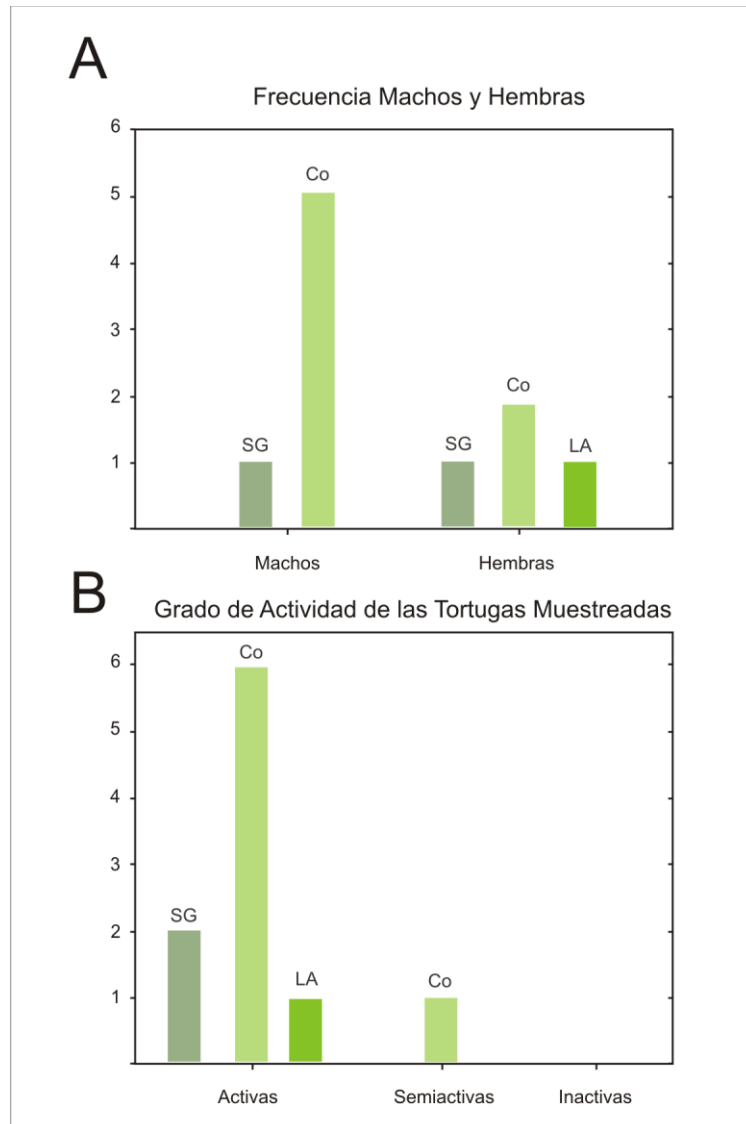 A
Frecuencia Machos y Hembras
6
5
4
3
2
1
Co
SG
SG
Co
LA
Machos
Hembras
B
Grado de Actividad de las Tortugas Muestreadas
6
5
4
3
2
1
SG
Co
LA
Co
Activas
Semiactivas
Inactivas